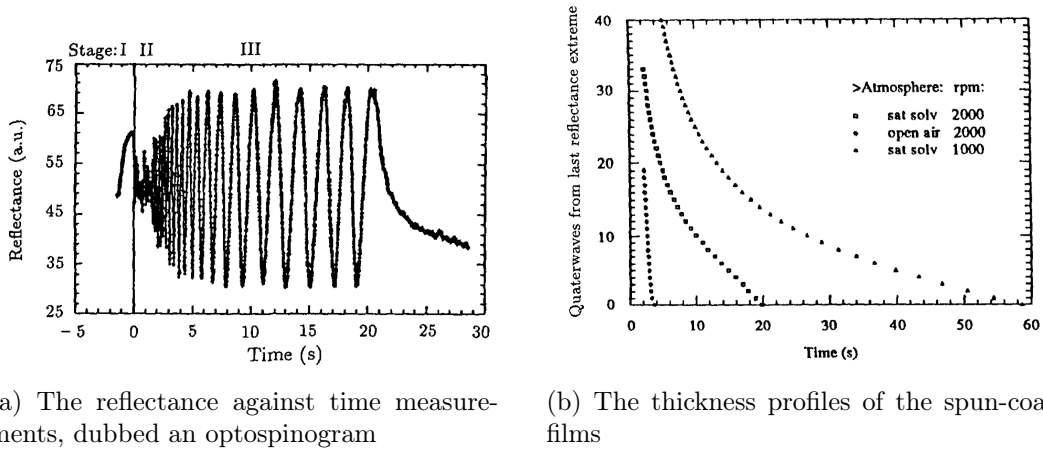 Stage: I II III
75
65
55
45
35
25
Reflectance (a.u.)
-5 0 5 10 15 20 25 30
Time (s)
40
30
20
10
0
Quaterwaves from last reflectance extreme
>Atmosphere: rpm:
sat solv 2000
open air 2000
sat solv 1000
0 10 20 30 40 50 60
Time (s)
a) The reflectance against time measure-
ments, dubbed an optospinogram
(b) The thickness profiles of the spun-coa
films